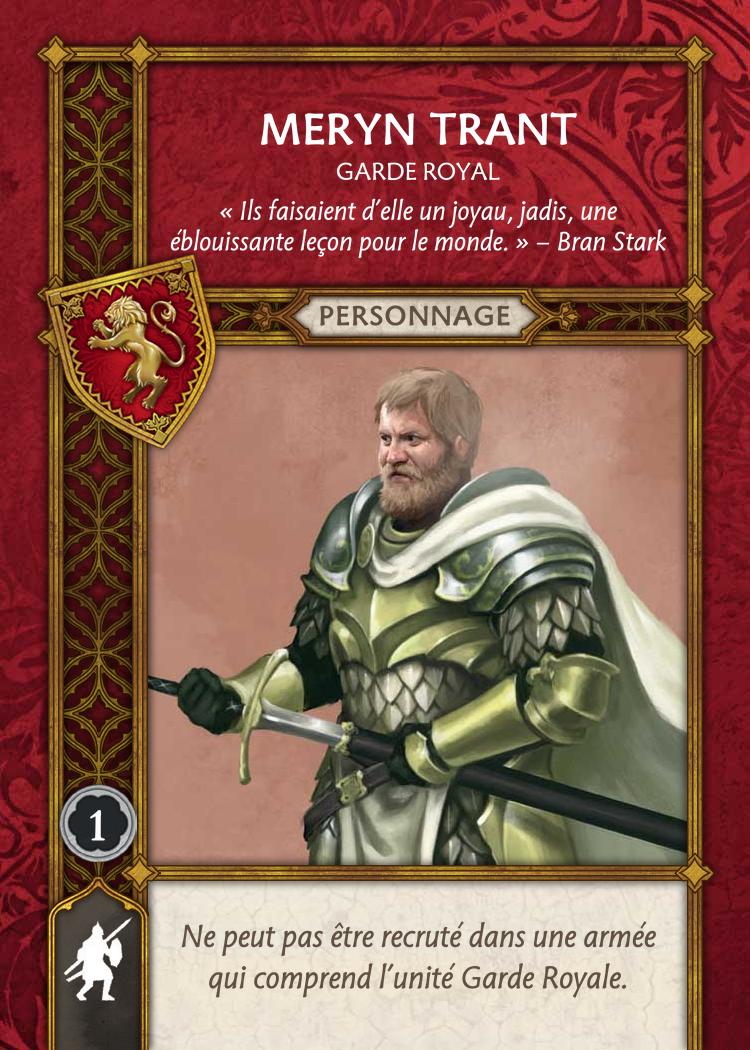 MERYN TRANT
GARDE ROYAL
« Ils faisaient d'elle un joyau, jadis, une
éblouissante leçon pour le monde. » – Bran Stark
PERSONNAGE
1
Ne peut pas être recruté dans une armée
qui comprend l'unité Garde Royale.